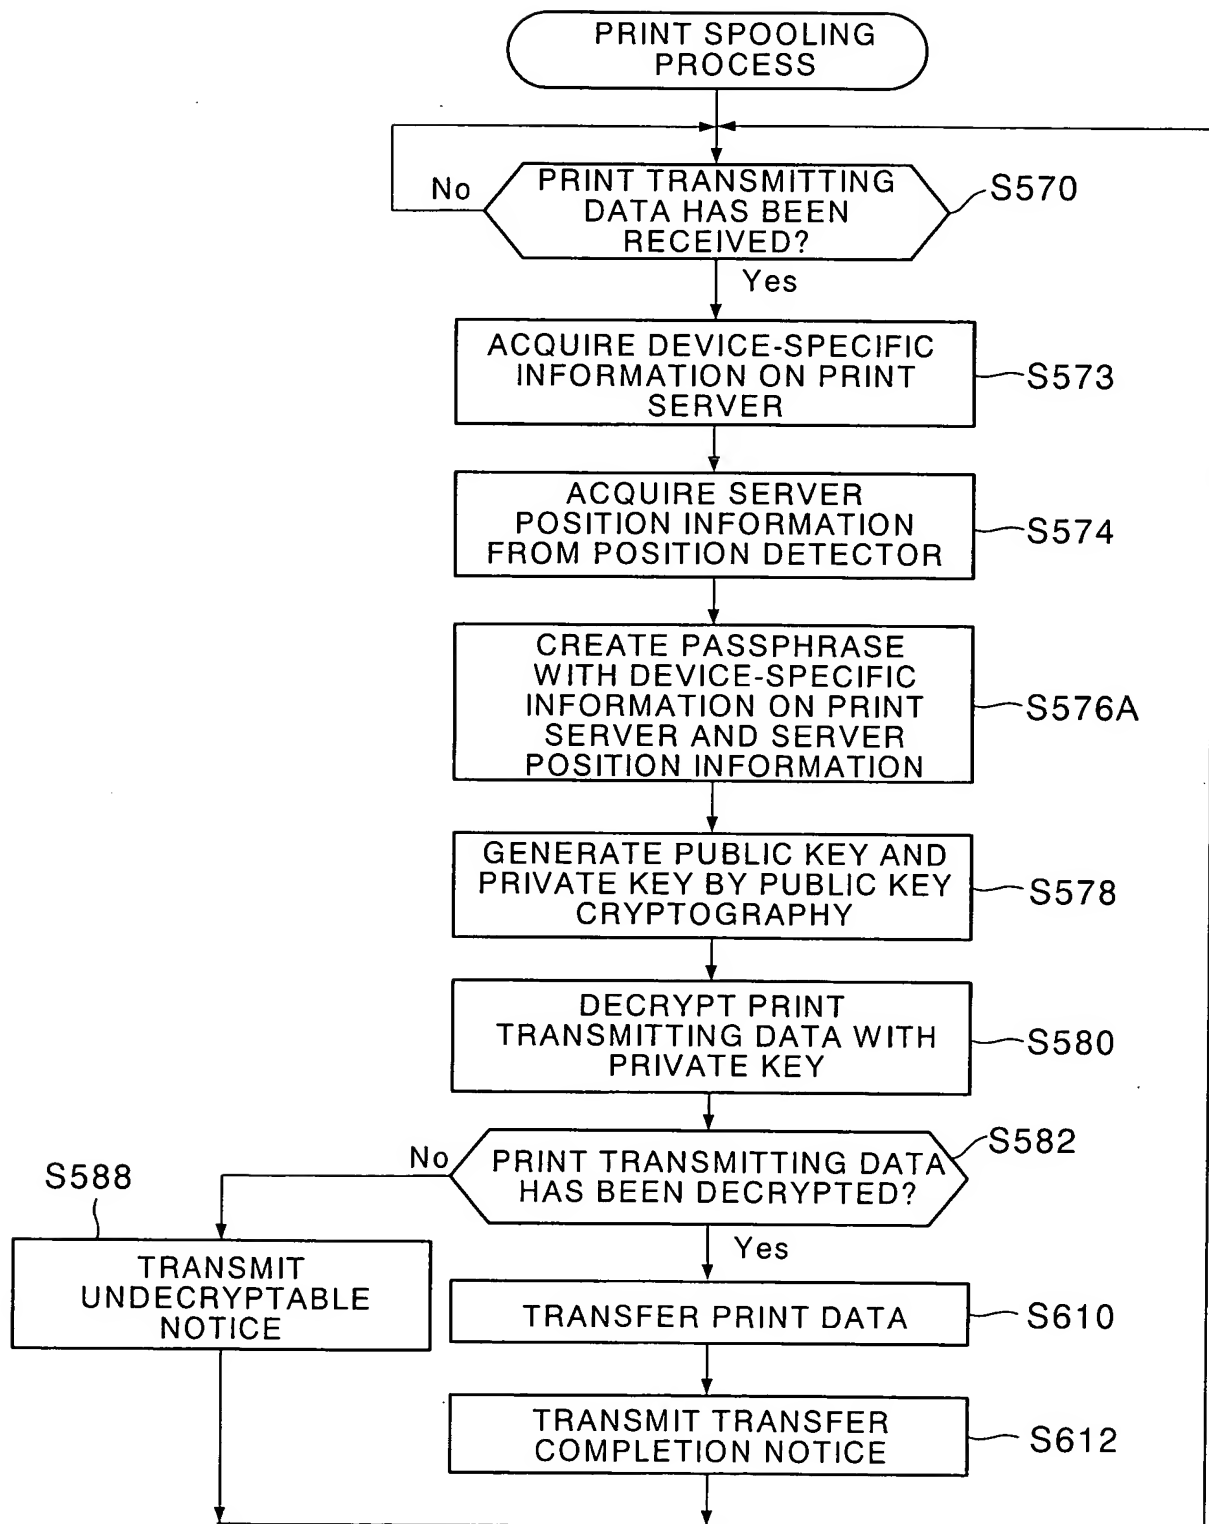 PRINT SPOOLING
PROCESS
No
PRINT TRANSMITTING
DATA HAS BEEN
RECEIVED?
S570
Yes
ACQUIRE DEVICE-SPECIFIC
INFORMATION ON PRINT
SERVER
S573
ACQUIRE SERVER
POSITION INFORMATION
FROM POSITION DETECTOR
S574
CREATE PASSPHRASE
WITH DEVICE-SPECIFIC
INFORMATION ON PRINT
SERVER AND SERVER
POSITION INFORMATION
S576A
GENERATE PUBLIC KEY AND
PRIVATE KEY BY PUBLIC KEY
CRYPTOGRAPHY
S578
DECRYPT PRINT
TRANSMITTING DATA WITH
PRIVATE KEY
S580
No
PRINT TRANSMITTING DATA
HAS BEEN DECRYPTED?
S582
S588
Yes
TRANSMIT
UNDECRYPTABLE
NOTICE
TRANSFER PRINT DATA
S610
TRANSMIT TRANSFER
COMPLETION NOTICE
S612